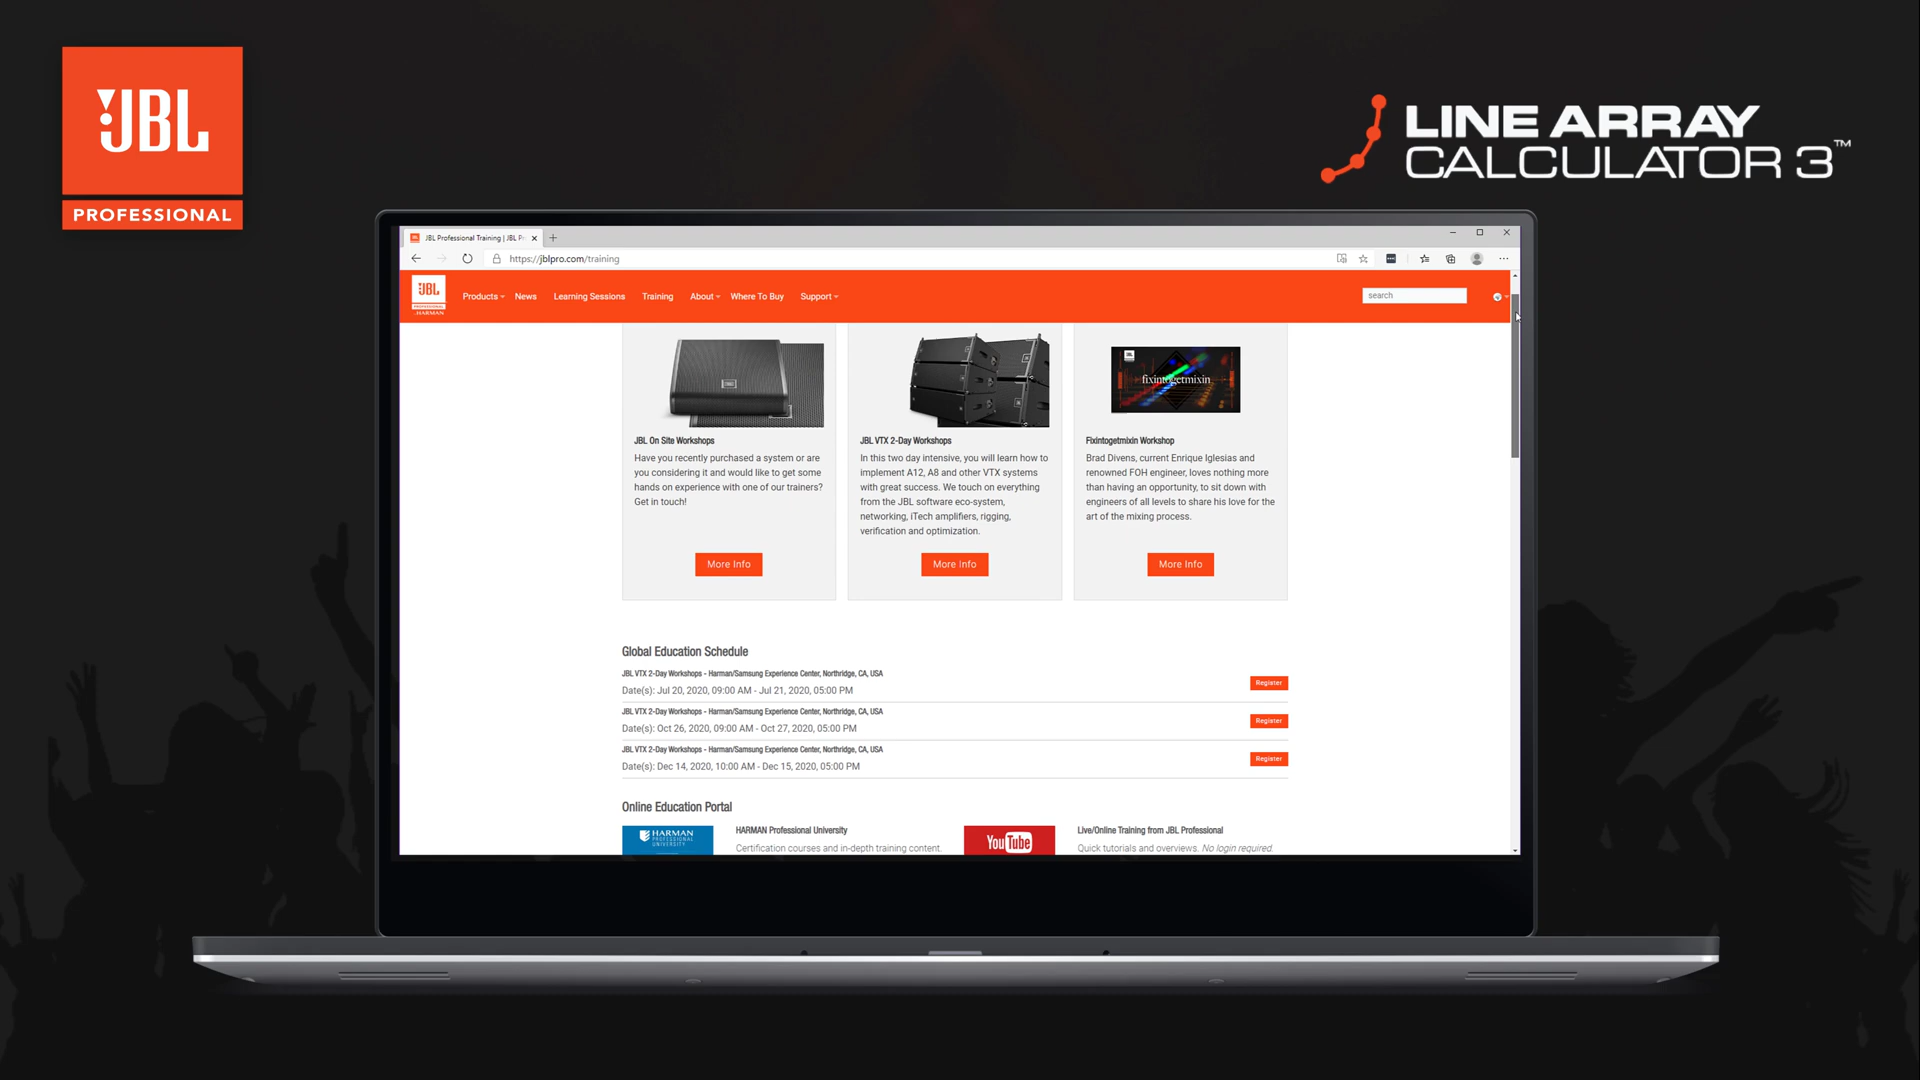 JBL
PROFESSIONAL
LINE ARRAY
CALCULATOR 3™
JBL Professional Training | JBL Pr
https://jblpro.com/training
JBL
PROFESSIONAL
HARMAN
Products
News
Learning Sessions
Training
About
Where To Buy
Support
search
fixintogetmixin
JBL On Site Workshops
Have you recently purchased a system or are
you considering it and would like to get some
hands on experience with one of our trainers?
Get in touch!
More Info
JBL VTX 2-Day Workshops
In this two day intensive, you will learn how to
implement A12, A8 and other VTX systems
with great success. We touch on everything
from the JBL software eco-system,
networking, iTech amplifiers, rigging,
verification and optimization.
More Info
Fixintogetmixin Workshop
Brad Divens, current Enrique Iglesias and
renowned FOH engineer, loves nothing more
than having an opportunity, to sit down with
engineers of all levels to share his love for the
art of the mixing process.
More Info
Global Education Schedule
JBL VTX 2-Day Workshops - Harman/Samsung Experience Center, Northridge, CA, USA
Date(s): Jul 20, 2020, 09:00 AM - Jul 21, 2020, 05:00 PM
Register
JBL VTX 2-Day Workshops - Harman/Samsung Experience Center, Northridge, CA, USA
Date(s): Oct 26, 2020, 09:00 AM - Oct 27, 2020, 05:00 PM
Register
JBL VTX 2-Day Workshops - Harman/Samsung Experience Center, Northridge, CA, USA
Date(s): Dec 14, 2020, 10:00 AM - Dec 15, 2020, 05:00 PM
Register
Online Education Portal
HARMAN
PROFESSIONAL
UNIVERSITY
HARMAN Professional University
Certification courses and in-depth training content.
YouTube
Live/Online Training from JBL Professional
Quick tutorials and overviews. No login required.